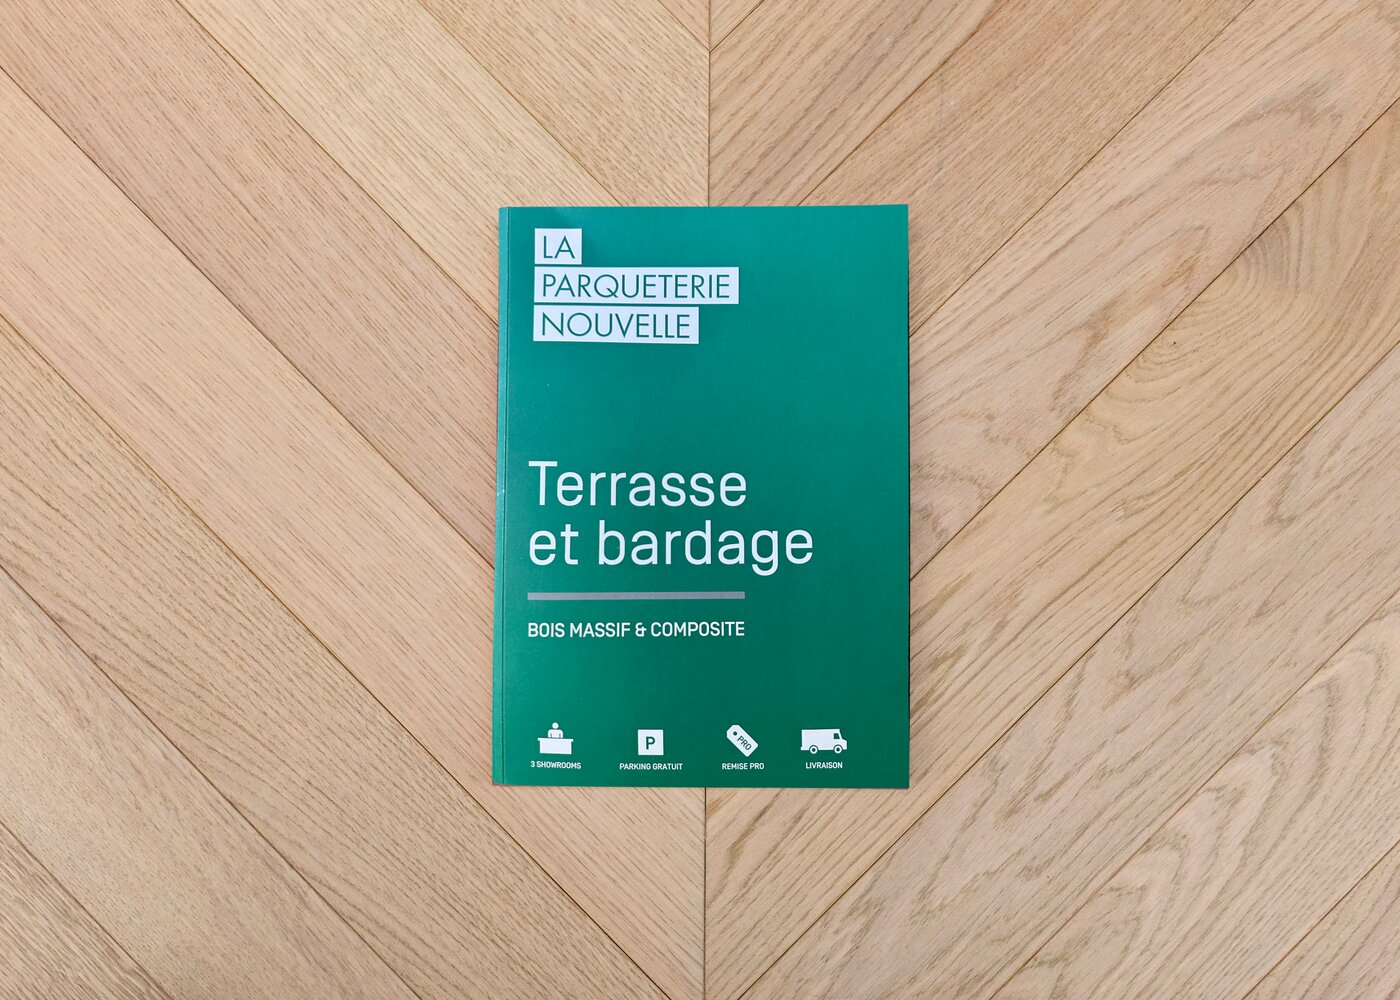 LA
PARQUETERIE
NOUVELLE
Terrasse
et bardage
BOIS MASSIF & COMPOSITE
P
PRO
3 SHOWROOMS
PARKING GRATUIT
REMISE PRO
LIVRAISON